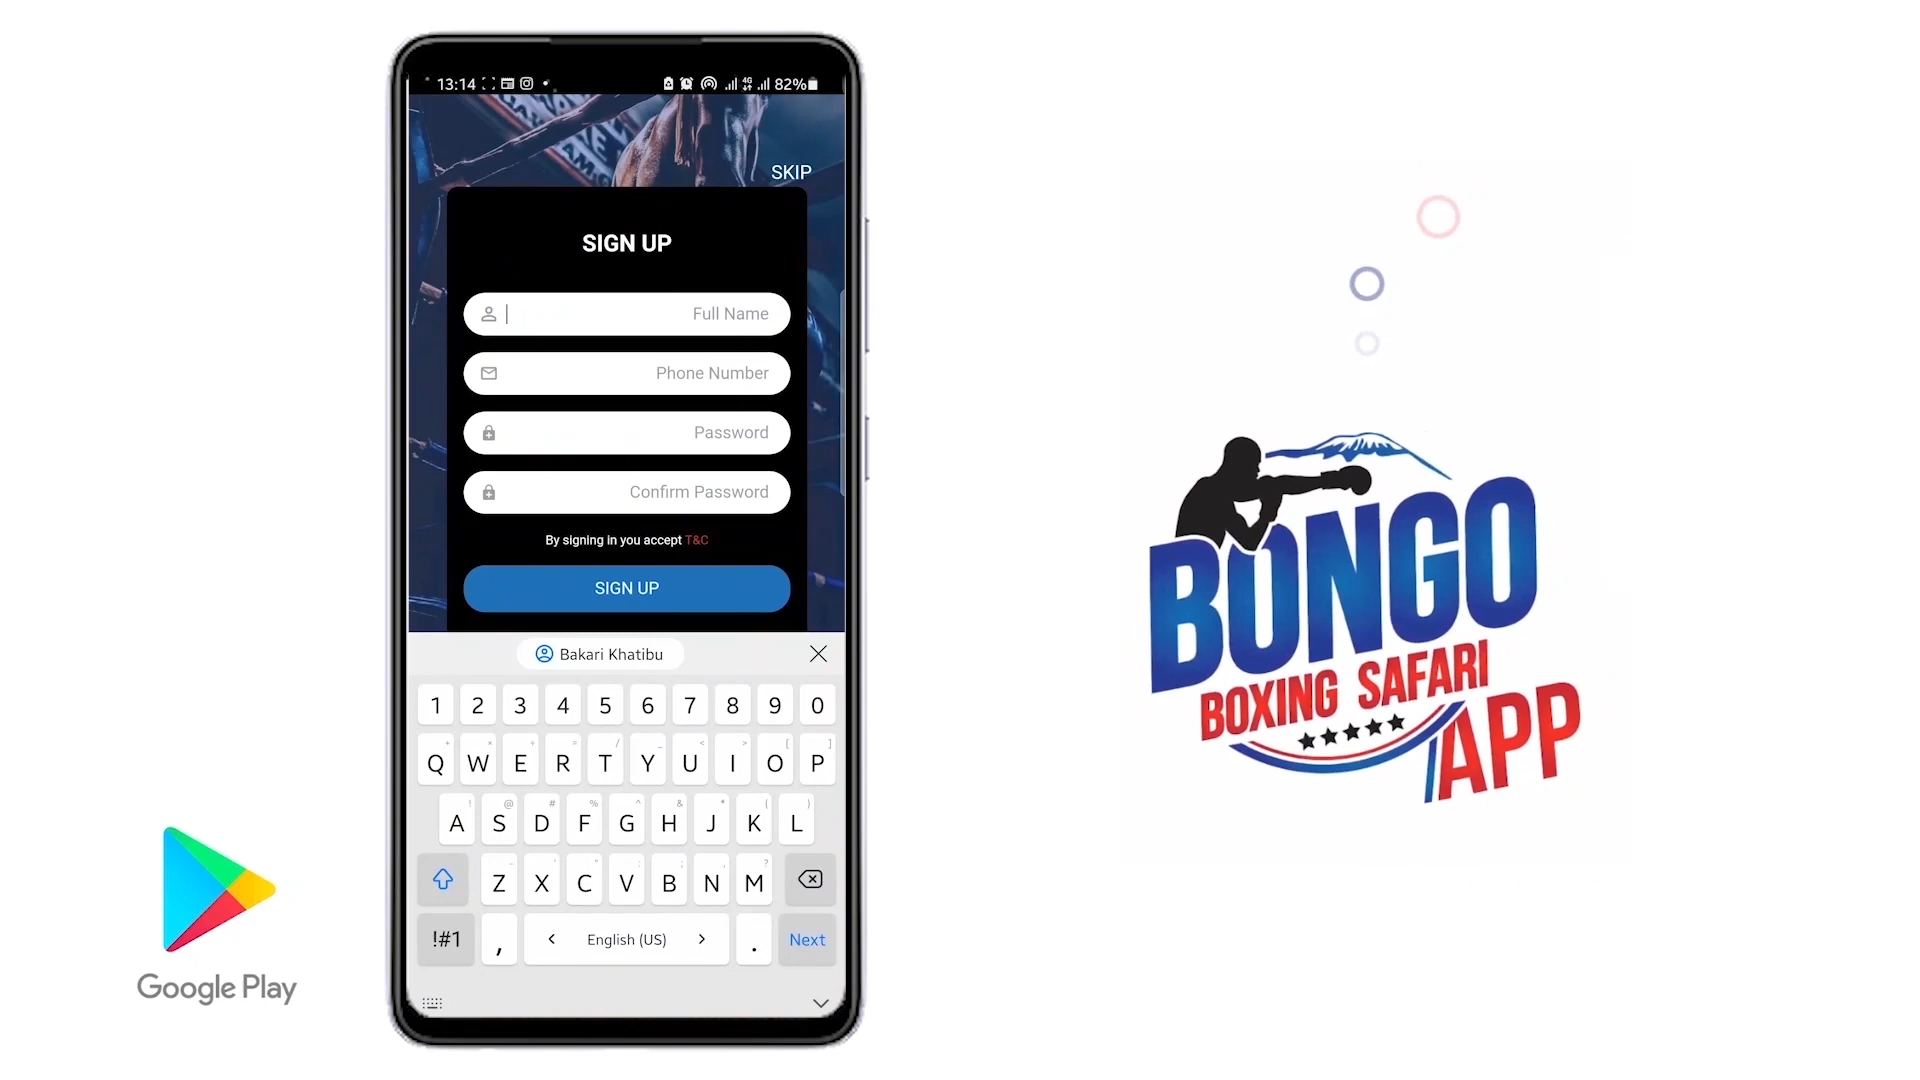 13:14
4G
82%
SKIP
SIGN UP
Full Name
Phone Number
Password
Confirm Password
By signing in you accept T&C
SIGN UP
Bakari Khatibu
1 2 3 4 5 6 7 8 9 0
Q W E R T Y U I O P
A S D F G H J K L
Z X C V B N M
!#1 , < English (US) > . Next
Google Play
BONGO
BOXING SAFARI
APP